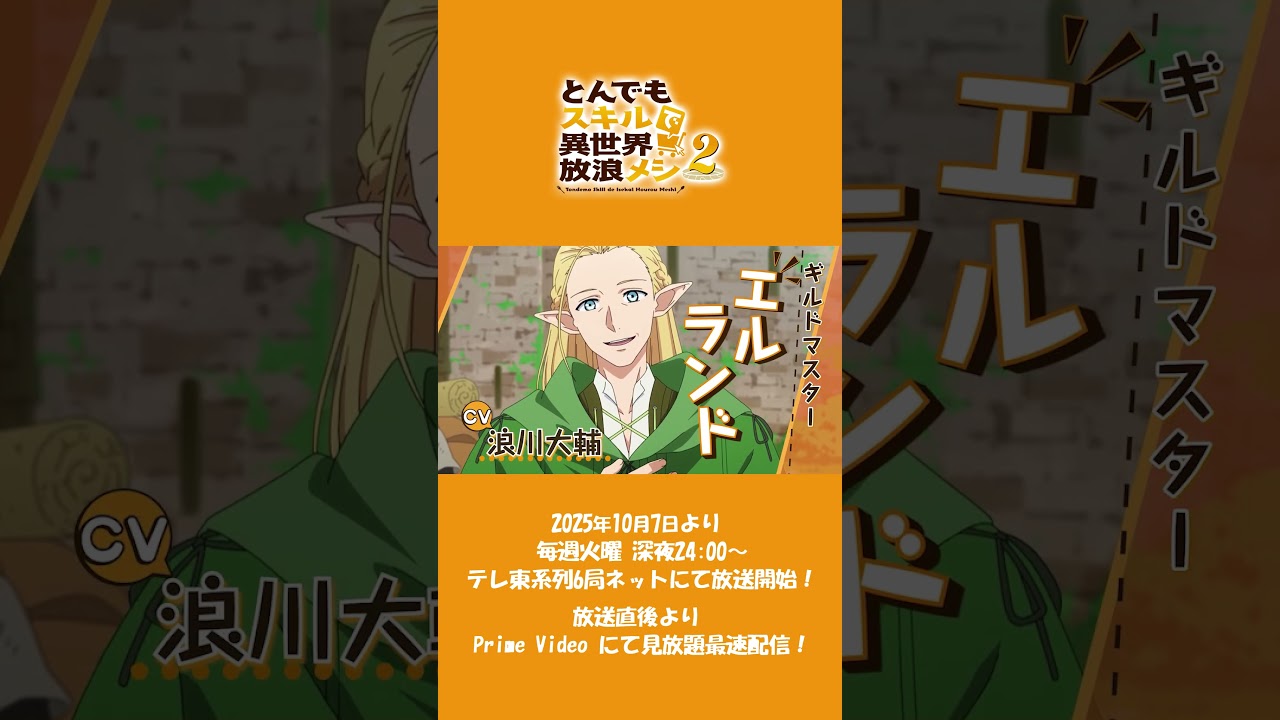 とんでも
スキルで
異世界
放浪メシ2
Tondemo Skill de Isekai Hourou Meshi
ギルドマスター
エル
ランド
CV
浪川大輔
2025年10月7日より
毎週火曜 深夜24:00〜
テレ東系列6局ネットにて放送開始！
放送直後より
Prime Video にて見放題最速配信！
ギルドマスター
エル
ランド
CV
浪川大輔